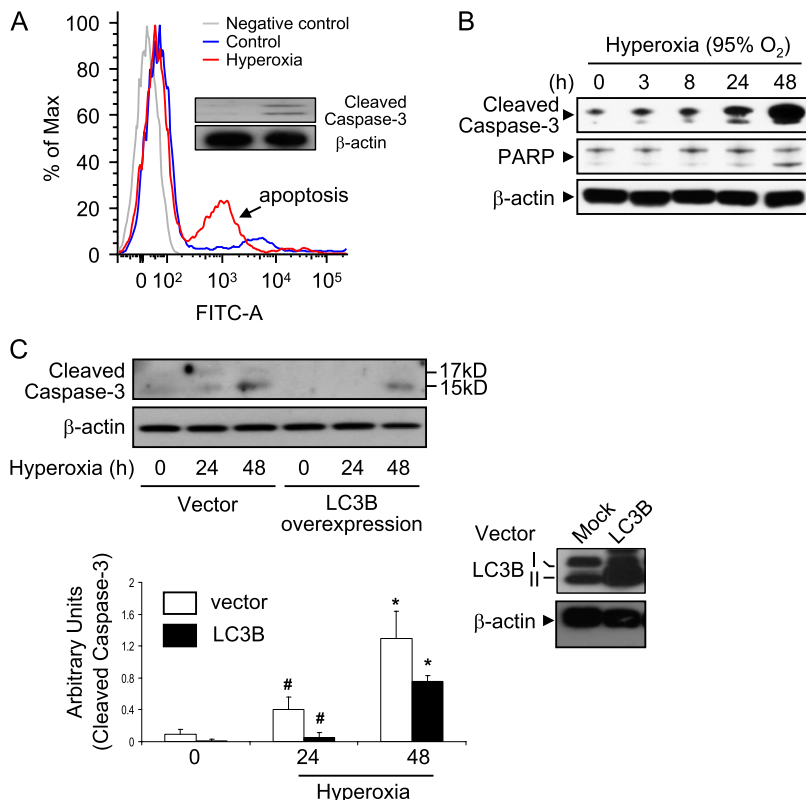 A
100
80
60
40
20
0
% of Max
Negative control
Control
Hyperoxia
Cleaved
Caspase-3
β-actin
apoptosis
0 10² 10³ 10⁴ 10⁵
FITC-A
B
Hyperoxia (95% O₂)
(h) 0 3 8 24 48
Cleaved
Caspase-3
PARP
β-actin
C
Cleaved
Caspase-3
17kD
15kD
β-actin
Hyperoxia (h) 0 24 48 0 24 48
Vector
LC3B
overexpression
Vector Mock LC3B
LC3B I
II
β-actin
Arbitrary Units
(Cleaved Caspase-3)
2
1.6
1.2
0.8
0.4
0
vector
LC3B
# # * *
0 24 48
Hyperoxia